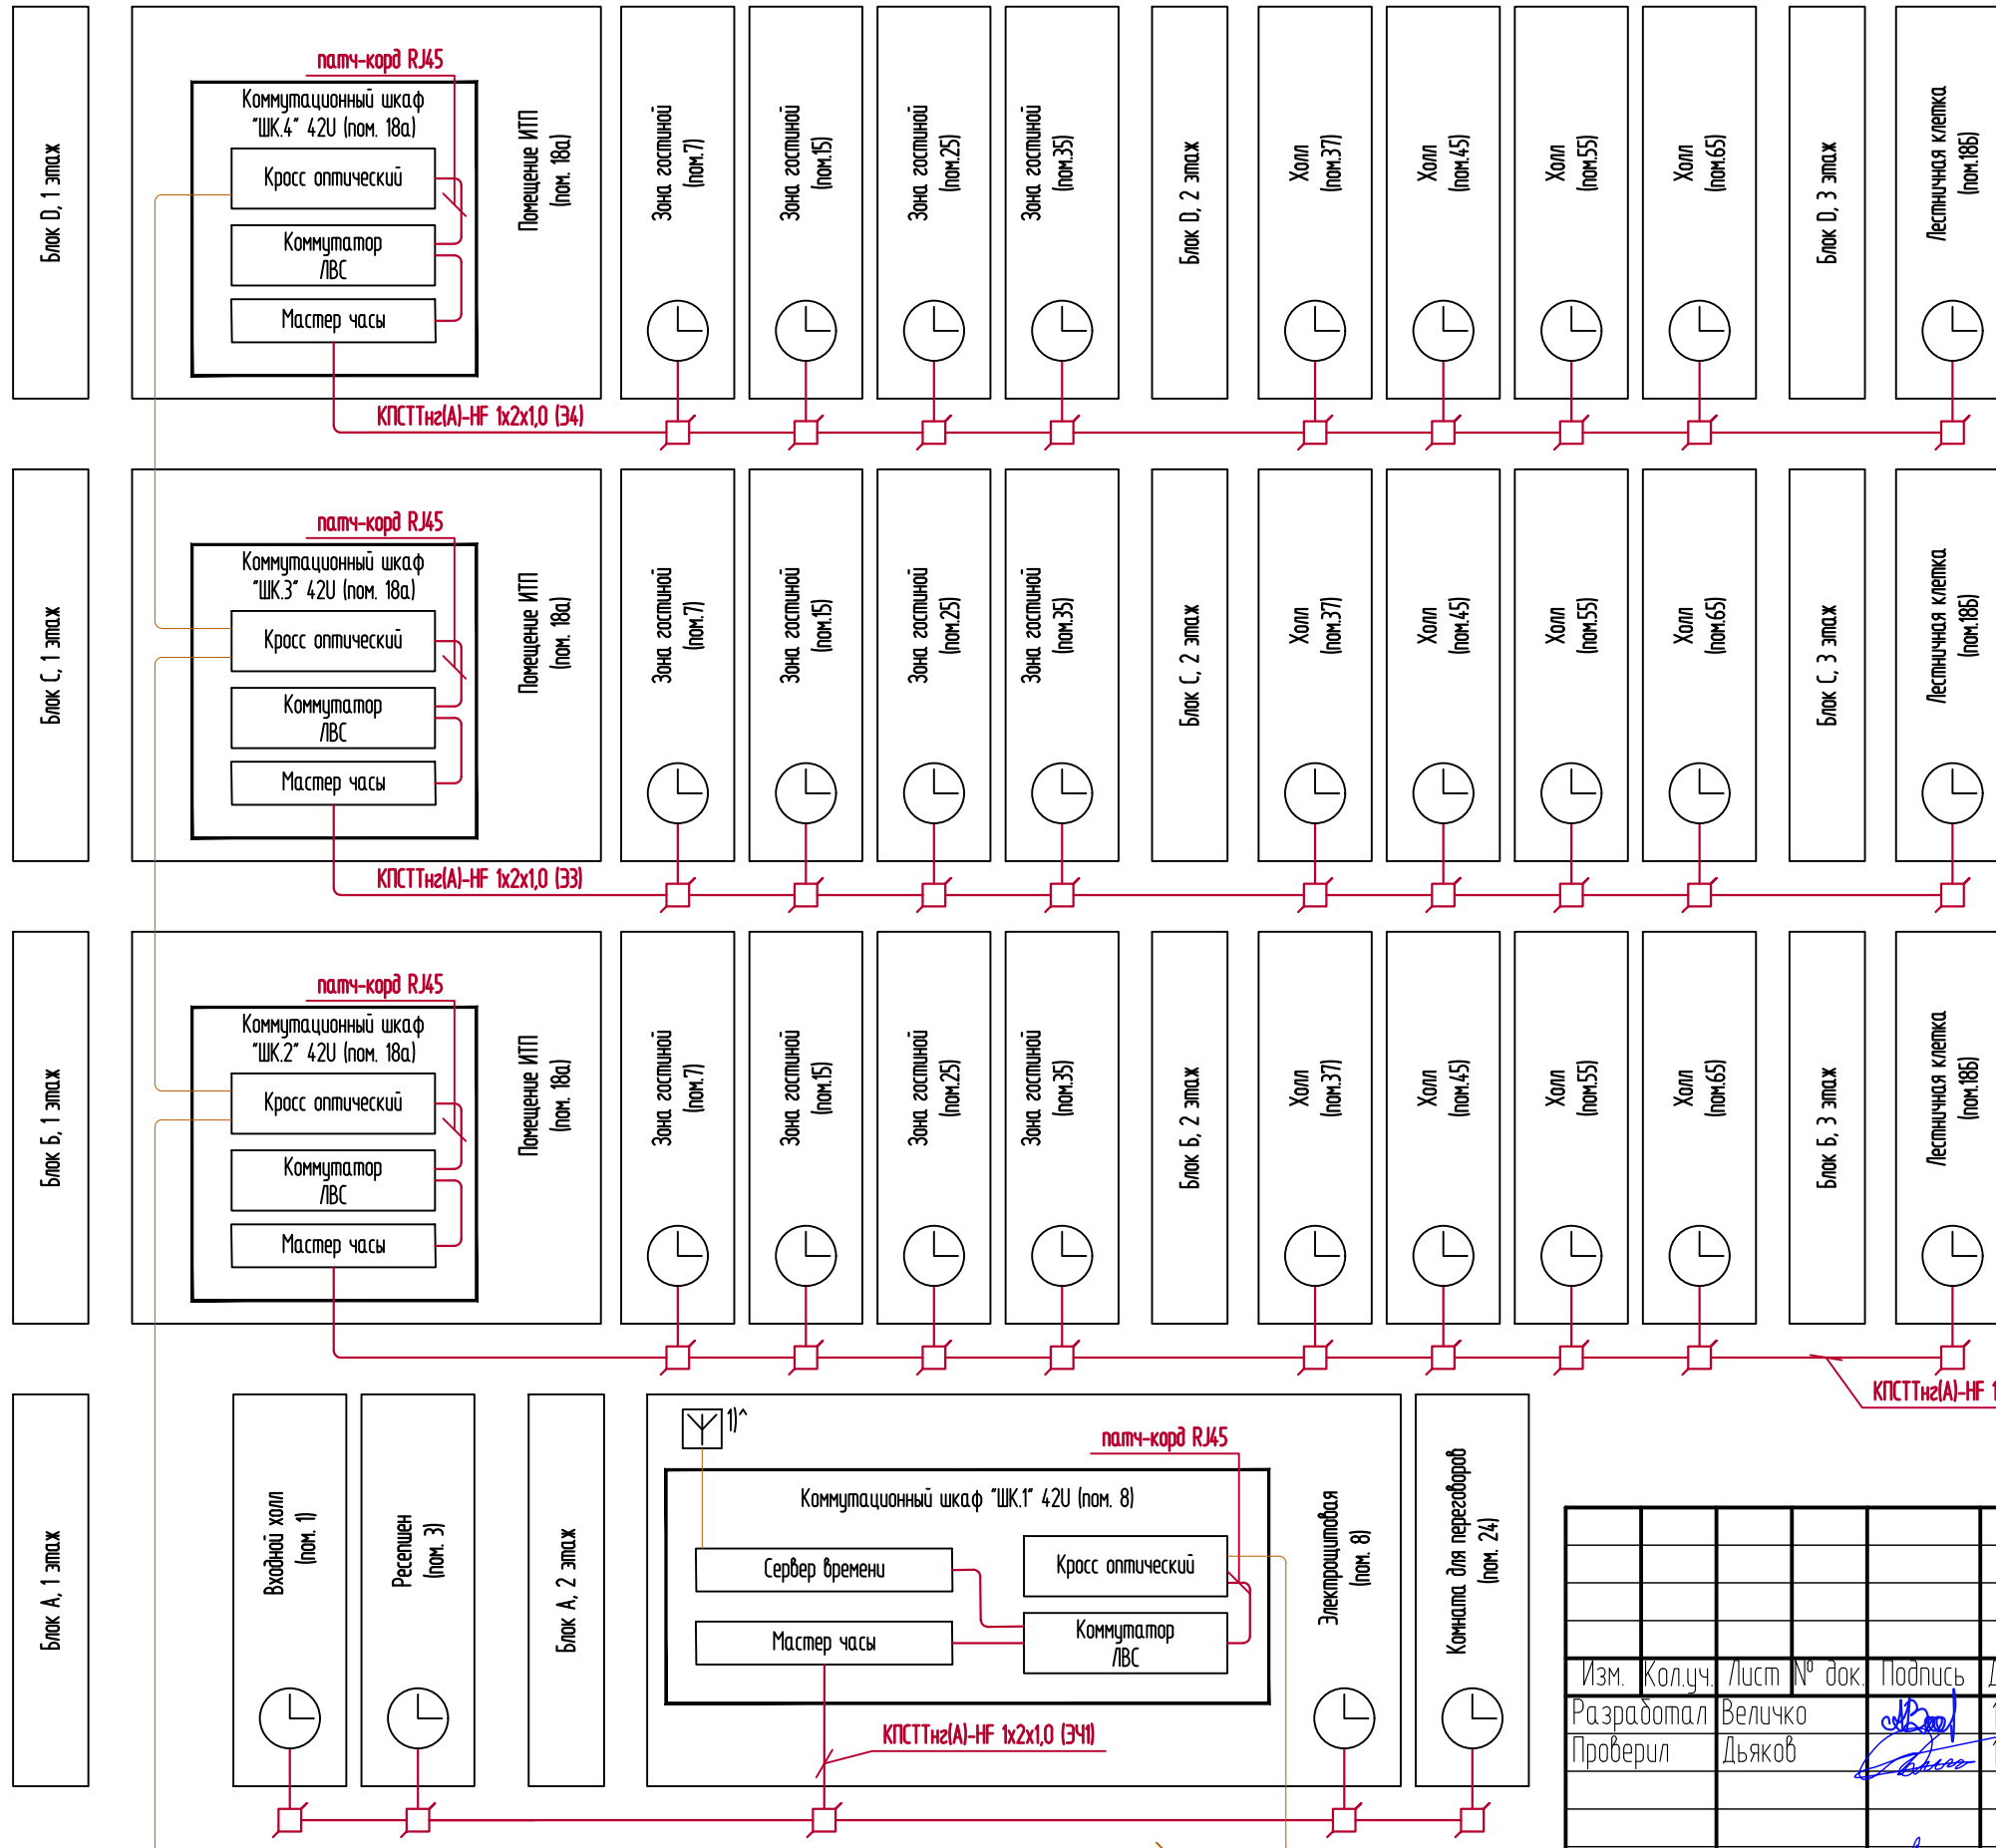 Блок D, 1 этаж
патч-корд RJ45
Коммутационный шкаф
"ШК.4" 42U (пом. 18а)
Кросс оптический
Коммутатор
ЛВС
Мастер часы
Помещение ИТП
(пом. 18а)
Зона гостиной
(пом.7)
Зона гостиной
(пом.15)
Зона гостиной
(пом.25)
Зона гостиной
(пом.35)
Блок D, 2 этаж
Холл
(пом.37)
Холл
(пом.45)
Холл
(пом.55)
Холл
(пом.65)
Блок D, 3 этаж
Лестничная клетка
(пом.18Б)
КПСТТнг(А)-HF 1х2х1,0 (Э4)
Блок С, 1 этаж
патч-корд RJ45
Коммутационный шкаф
"ШК.3" 42U (пом. 18а)
Кросс оптический
Коммутатор
ЛВС
Мастер часы
Помещение ИТП
(пом. 18а)
Зона гостиной
(пом.7)
Зона гостиной
(пом.15)
Зона гостиной
(пом.25)
Зона гостиной
(пом.35)
Блок С, 2 этаж
Холл
(пом.37)
Холл
(пом.45)
Холл
(пом.55)
Холл
(пом.65)
Блок С, 3 этаж
Лестничная клетка
(пом.18Б)
КПСТТнг(А)-HF 1х2х1,0 (Э3)
Блок Б, 1 этаж
патч-корд RJ45
Коммутационный шкаф
"ШК.2" 42U (пом. 18а)
Кросс оптический
Коммутатор
ЛВС
Мастер часы
Помещение ИТП
(пом. 18а)
Зона гостиной
(пом.7)
Зона гостиной
(пом.15)
Зона гостиной
(пом.25)
Зона гостиной
(пом.35)
Блок Б, 2 этаж
Холл
(пом.37)
Холл
(пом.45)
Холл
(пом.55)
Холл
(пом.65)
Блок Б, 3 этаж
Лестничная клетка
(пом.18Б)
КПСТТнг(А)-HF 1
Блок А, 1 этаж
Входной холл
(пом. 1)
Ресепшен
(пом. 3)
Блок А, 2 этаж
1)^
патч-корд RJ45
Коммутационный шкаф "ШК.1" 42U (пом. 8)
Сервер времени
Кросс оптический
Мастер часы
Коммутатор
ЛВС
Электрощитовая
(пом. 8)
Комната для переговоров
(пом. 24)
КПСТТнг(А)-HF 1х2х1,0 (ЭЧ1)
Изм. Кол.уч. Лист № док. Подпись
Разработал Величко
Проверил Дьяков